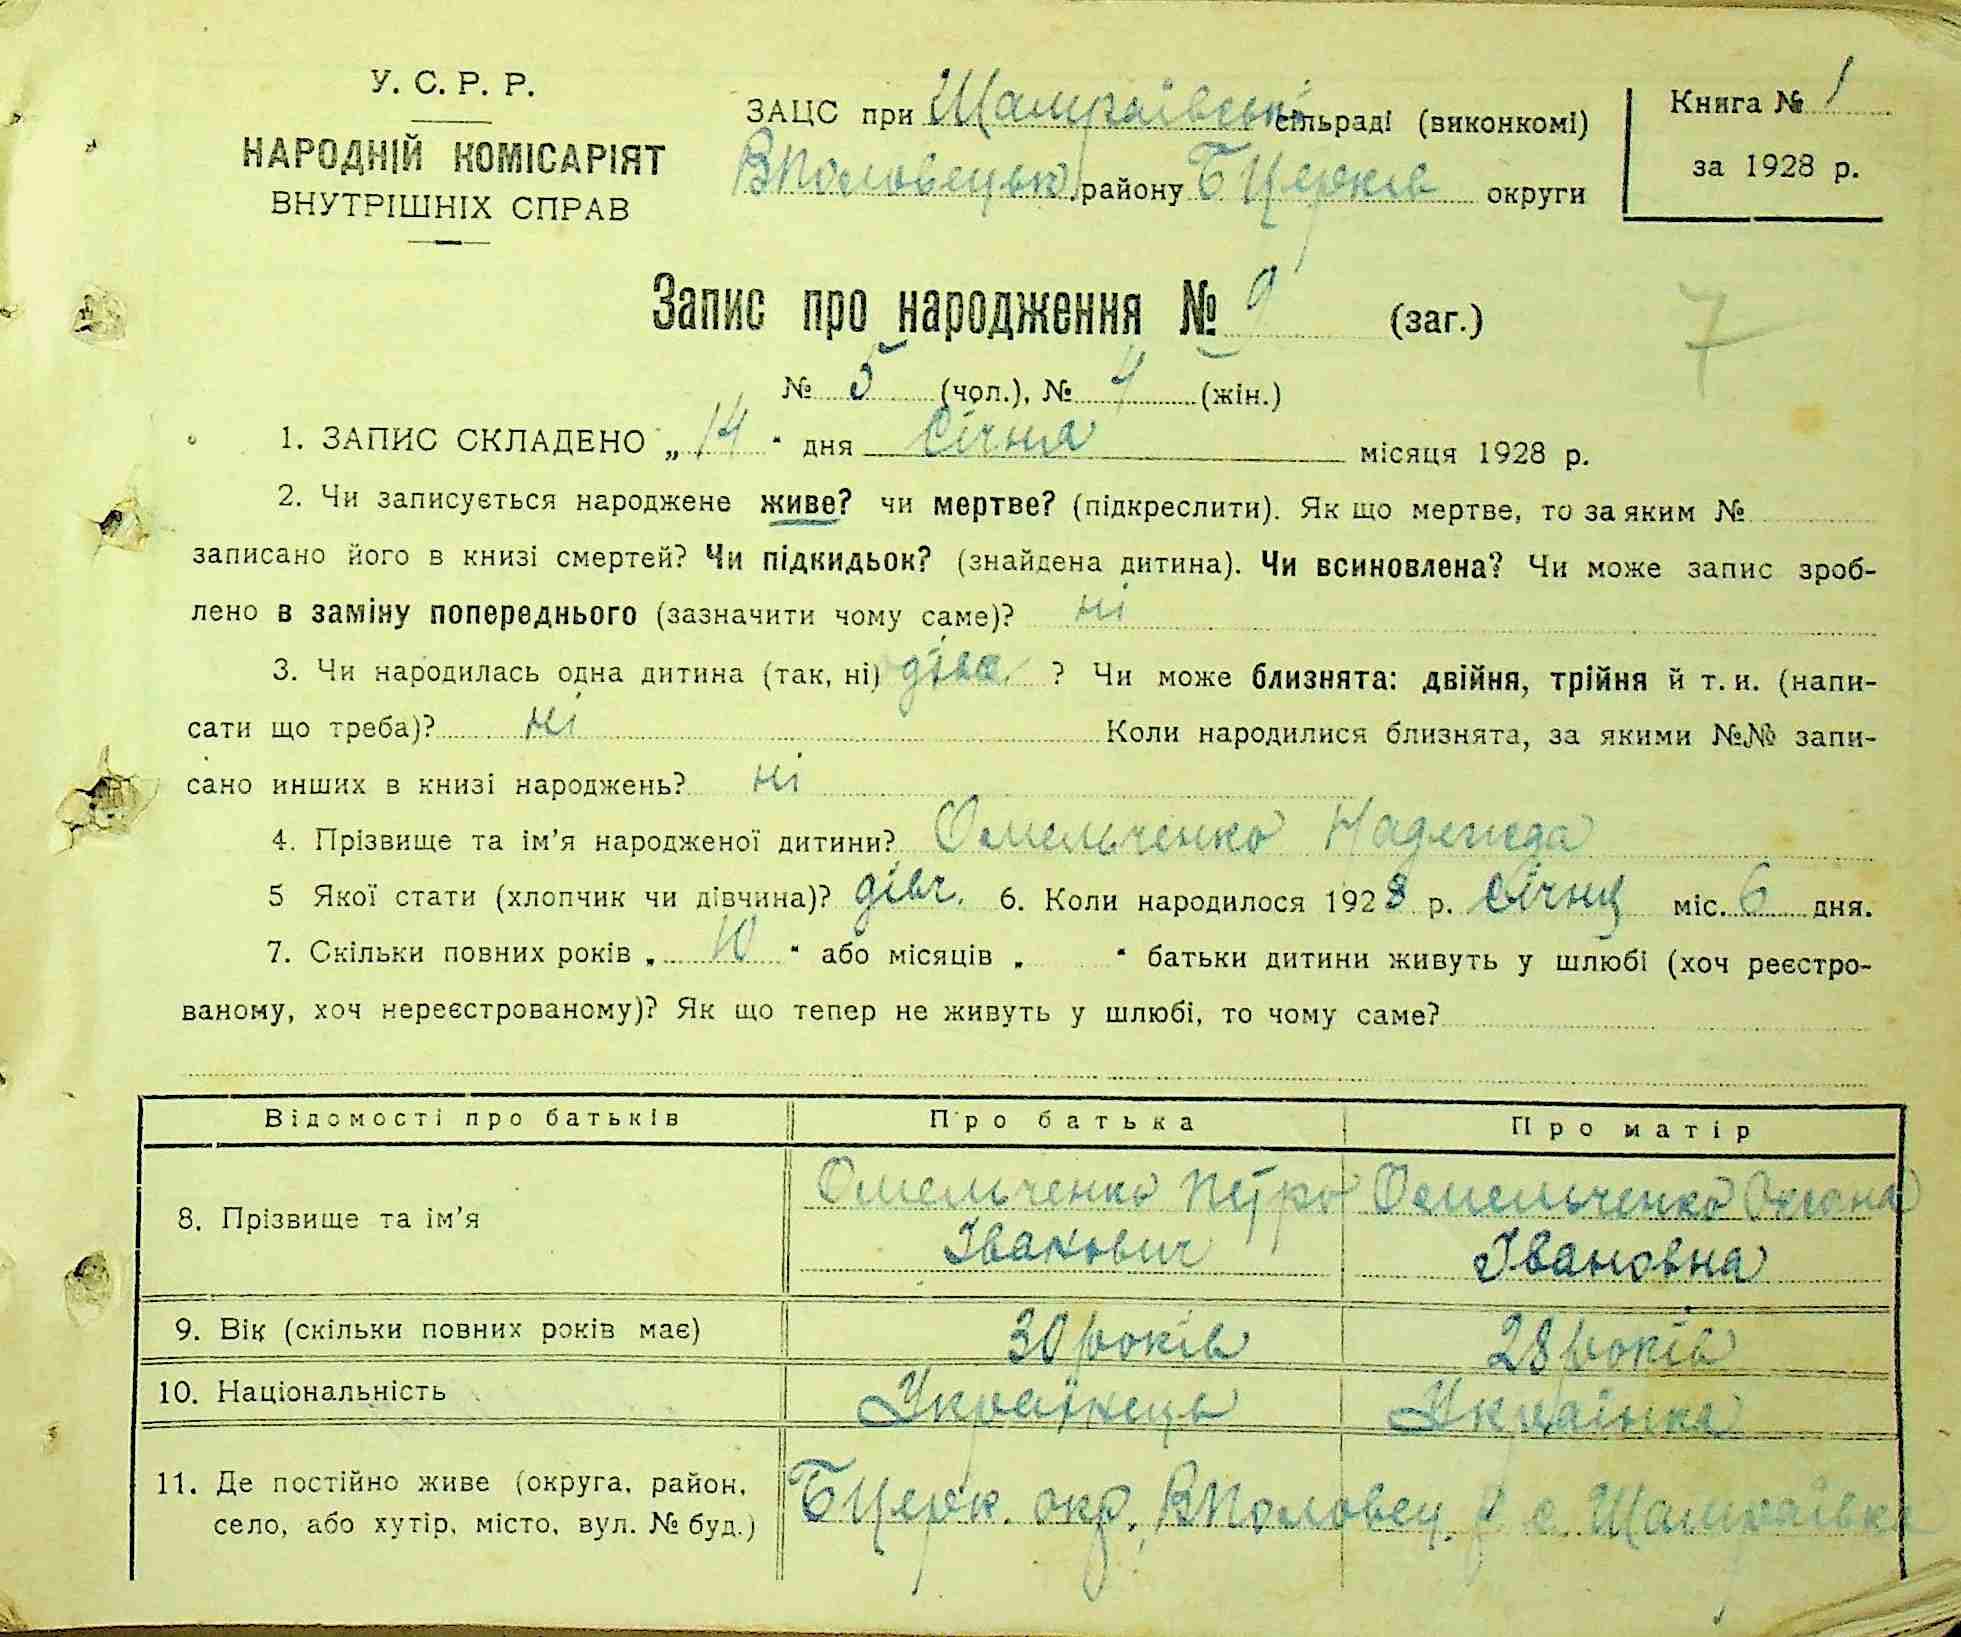 У. С. Р. Р.
НАРОДНІЙ КОМІСАРІЯТ
ВНУТРІШНІХ СПРАВ
ЗАЦС при Шамраївські сільраді (виконкомі)
ВПоловецьк. району БЦерків округи
Книга № 1
за 1928 р.
Запис про народження № 9 (заг.)
7
№ 5 (чол.), № 4 (жін.)
1. ЗАПИС СКЛАДЕНО „ 14 “ дня Січня місяця 1928 р.
2. Чи записується народжене живе? чи мертве? (підкреслити). Як що мертве, то за яким №
записано його в книзі смертей? Чи підкидьок? (знайдена дитина). Чи всиновлена? Чи може запис зроб-
лено в заміну попереднього (зазначити чому саме)? ні
3. Чи народилась одна дитина (так, ні) ? Чи може близнята: двійня, трійня й т. и. (напи-
сати що треба)? ні Коли народилися близнята, за якими №№ запи-
сано инших в книзі народжень? ні
4. Прізвище та ім'я народженої дитини? Омельченко Надежда
5 Якої стати (хлопчик чи дівчина)? дівч. 6. Коли народилося 1928 р. Січня міс. 6 дня.
7. Скільки повних років „ 10 “ або місяців „ “ батьки дитини живуть у шлюбі (хоч реєстро-
ваному, хоч нереєстрованому)? Як що тепер не живуть у шлюбі, то чому саме?
Відомості про батьків Про батька Про матір
8. Прізвище та ім'я
Омельченко Петро
Іванович
Омельченко Оксана
Івановна
9. Вік (скільки повних років має) 30 років 28 років
10. Національність Українець Українка
11. Де постійно живе (округа, район,
село, або хутір, місто, вул. № буд.)
БЦерк. окр. ВПоловец. р с. Шамраївка